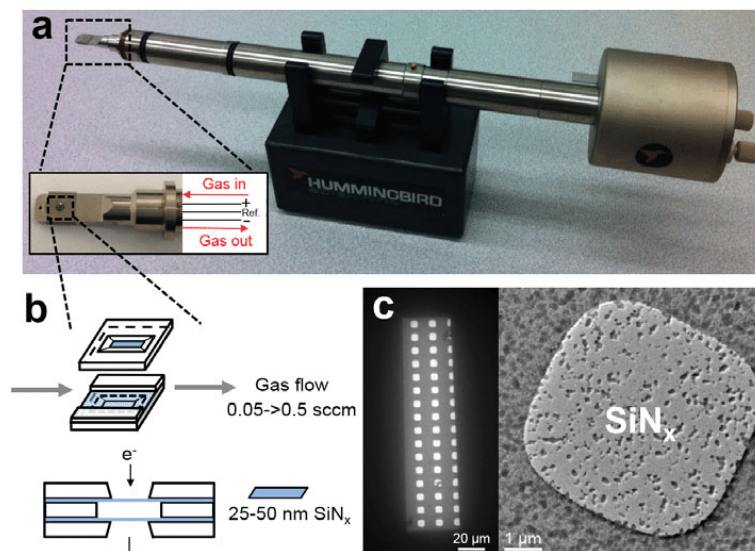 a
HUMMINGBIRD
Gas in
+
Ref.
−
Gas out
b
Gas flow
0.05->0.5 sccm
e-
25-50 nm SiNₓ
c
20 µm
SiNₓ
1 µm